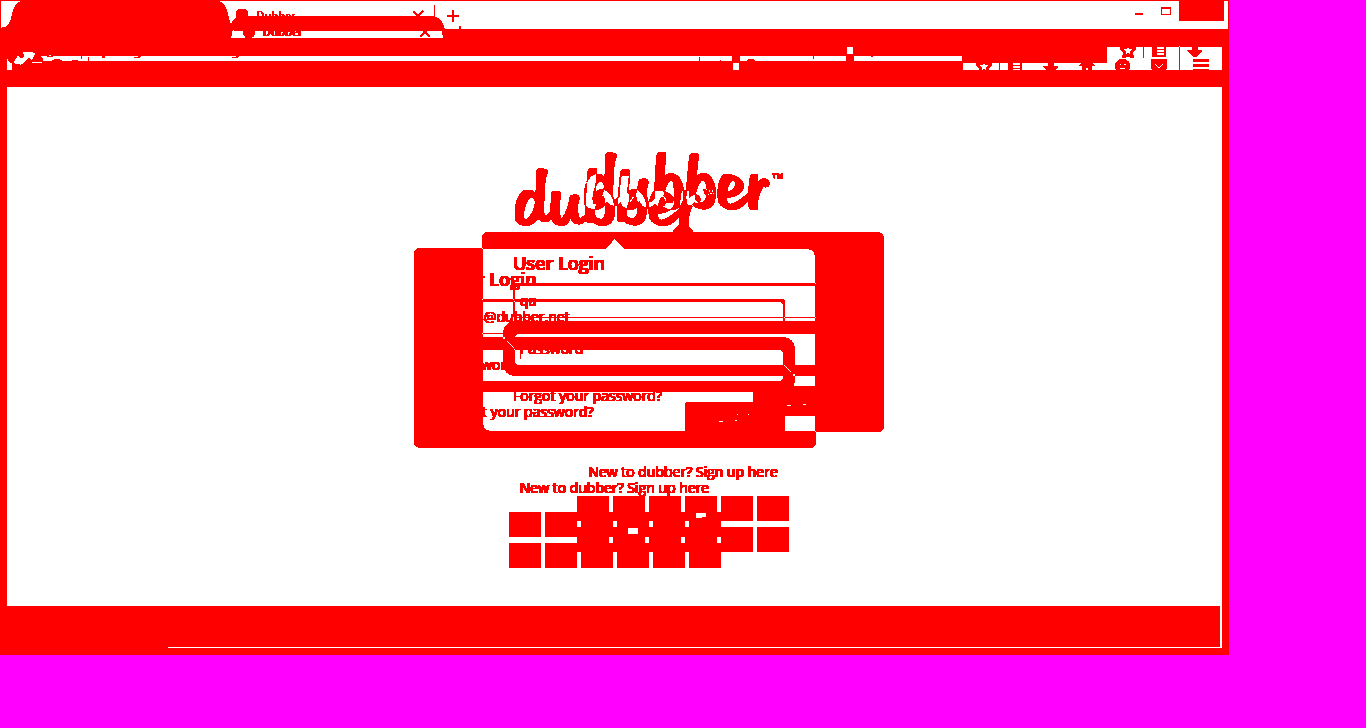 Dubber
Dubber
dubber
dubber™
User Login
Login
qa
@dubber.net
Password
Forgot your password?
your password?
New to dubber? Sign up here
New to dubber? Sign up here